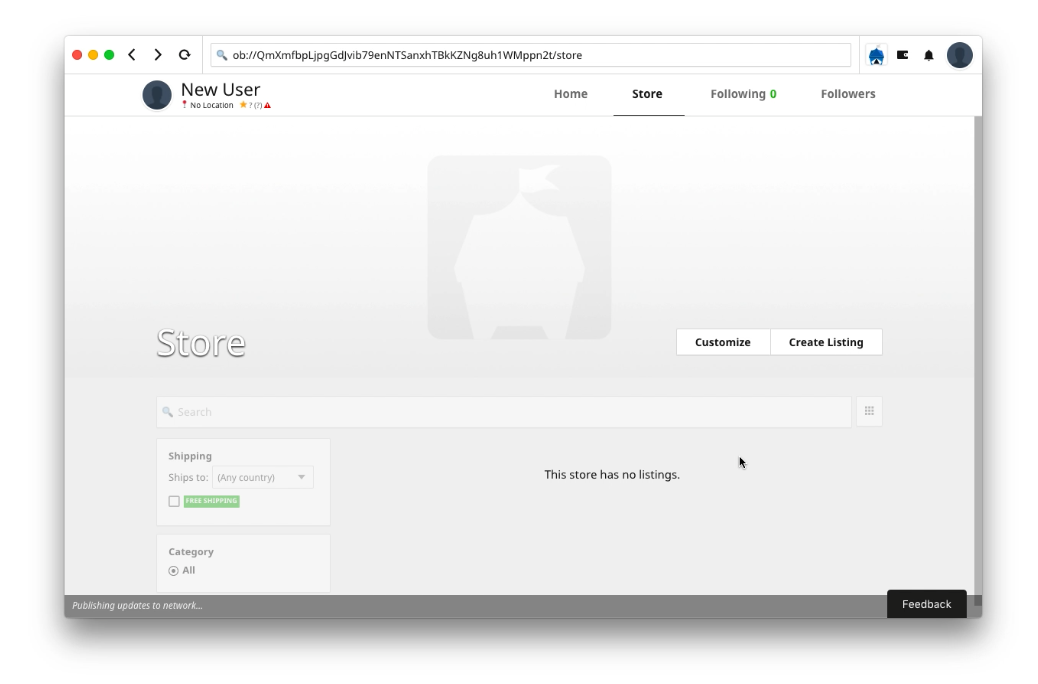 ob://QmXmfbpLjpgGdJvib79enNTSanxhTBkKZNg8uh1WMppn2t/store
New User
No Location ? (?)
Home Store Following 0 Followers
Store
Customize Create Listing
Search
Shipping
Ships to: (Any country)
FREE SHIPPING
This store has no listings.
Category
All
Publishing updates to network...
Feedback